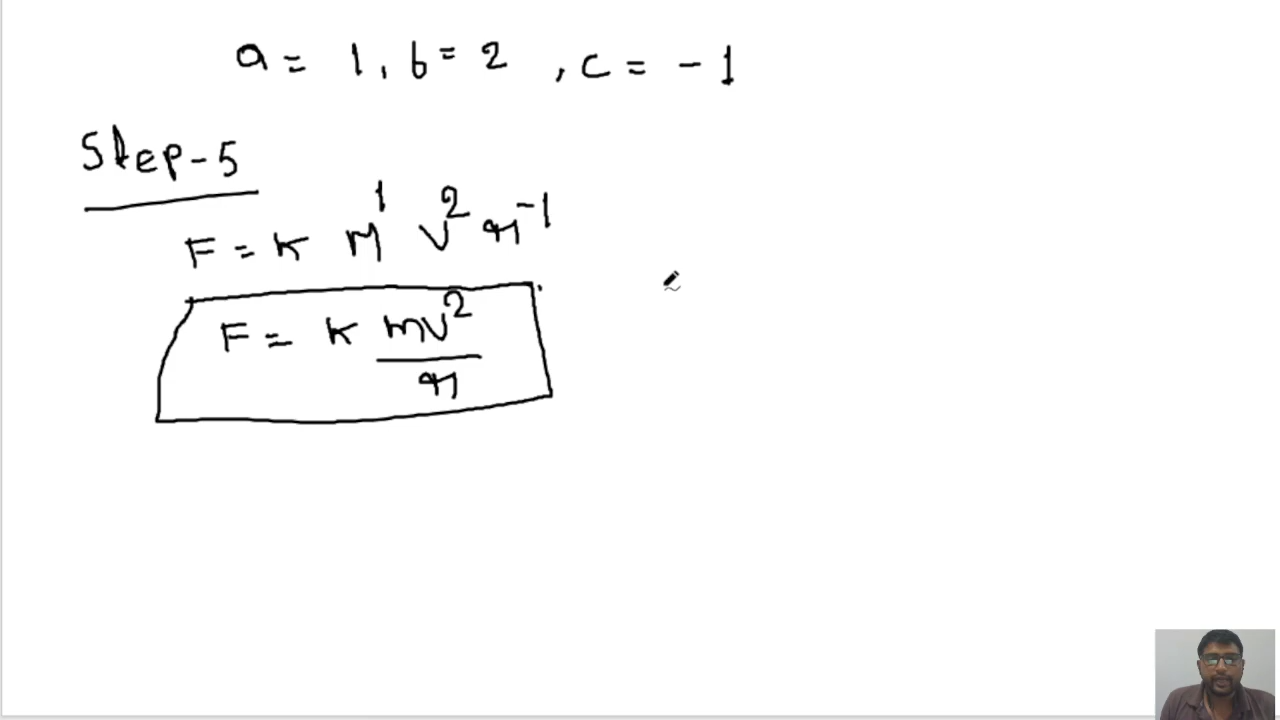 a = 1, b = 2, c = -1
Step-5
F = K M¹ V² r⁻¹
F = K mv²/r